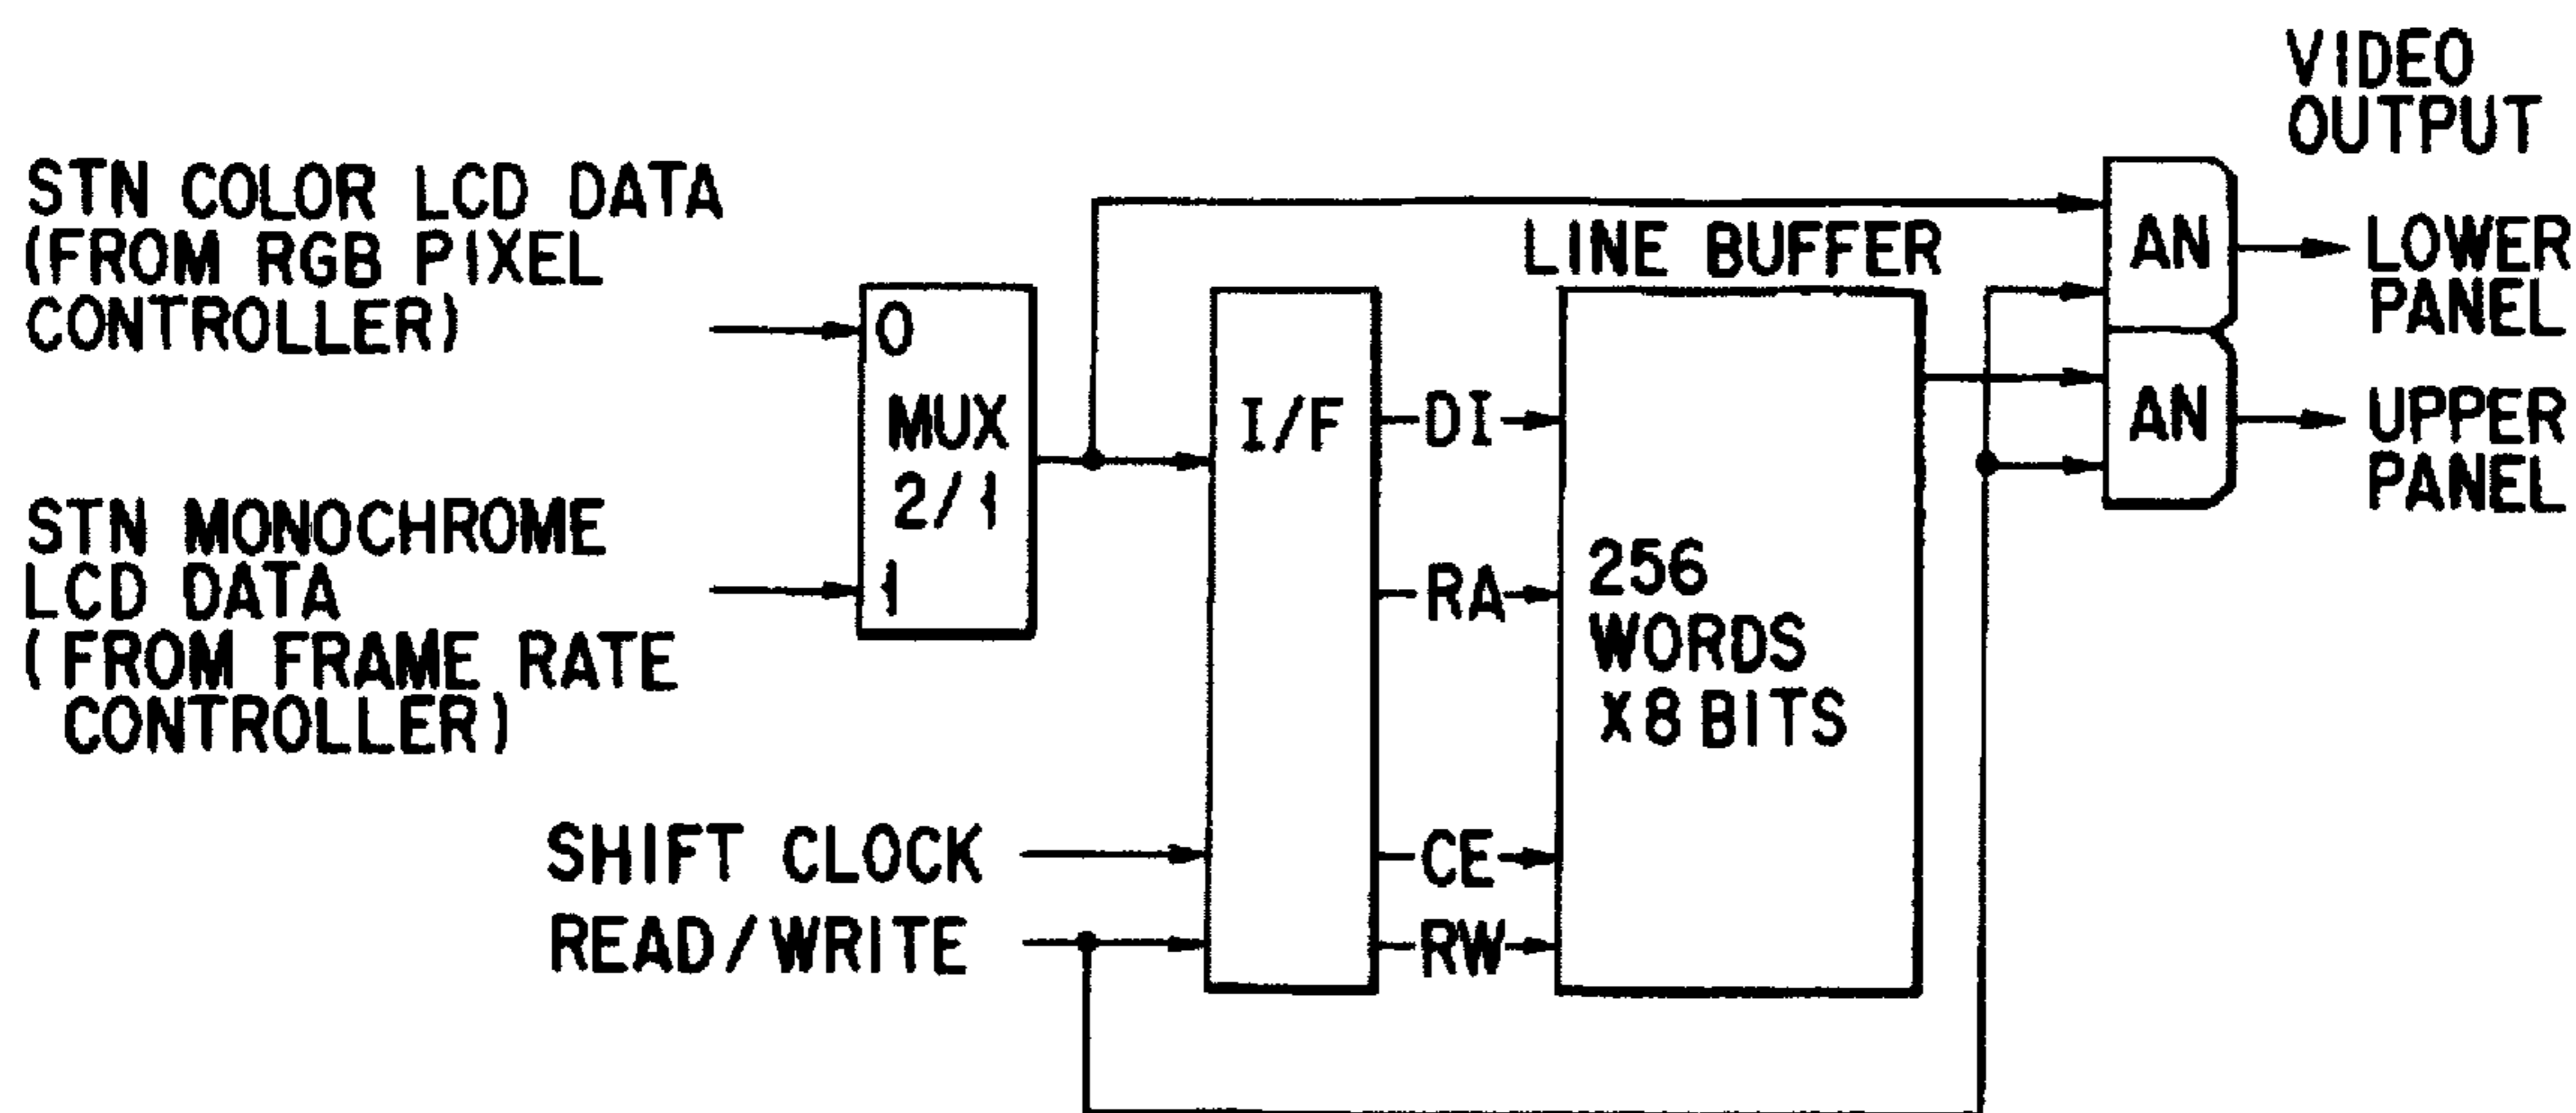 VIDEO
OUTPUT
STN COLOR LCD DATA
(FROM RGB PIXEL
CONTROLLER)
0
MUX
2/1
1
STN MONOCHROME
LCD DATA
(FROM FRAME RATE
CONTROLLER)
SHIFT CLOCK
READ/WRITE
I/F
DI
RA
CE
RW
LINE BUFFER
256
WORDS
X8 BITS
AN
LOWER
PANEL
AN
UPPER
PANEL